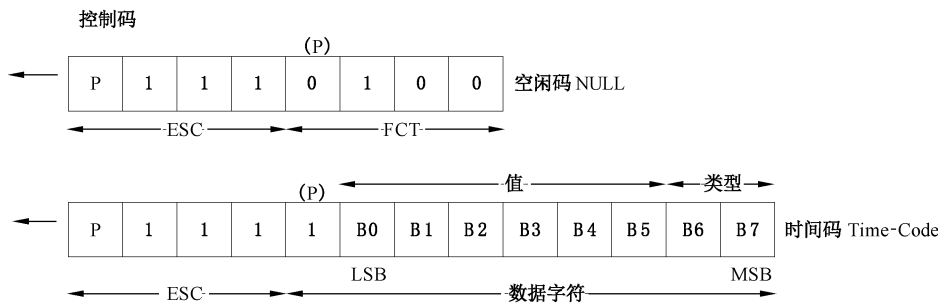 控制码
(P)
P 1 1 1 0 1 0 0 空闲码 NULL
ESC FCT
值 类型
(P)
P 1 1 1 1 B0 B1 B2 B3 B4 B5 B6 B7 时间码 Time-Code
LSB MSB
ESC 数据字符